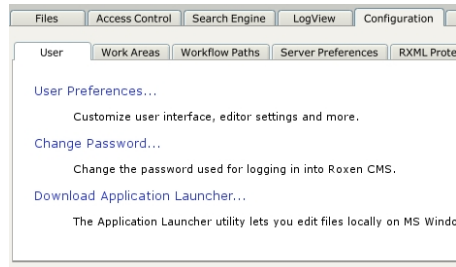 Files Access Control Search Engine LogView Configuration
User Work Areas Workflow Paths Server Preferences RXML Prote
User Preferences...
Customize user interface, editor settings and more.
Change Password...
Change the password used for logging in into Roxen CMS.
Download Application Launcher...
The Application Launcher utility lets you edit files locally on MS Windo